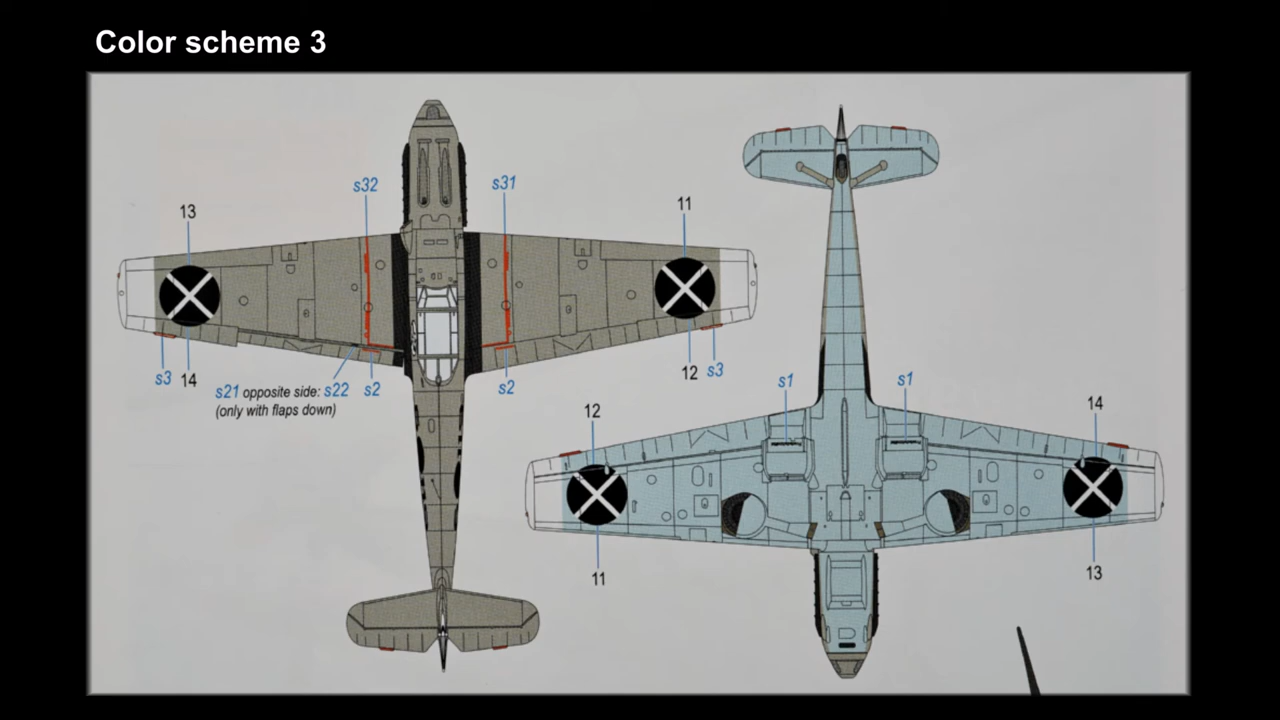 Color scheme 3
s32
s31
13
11
s3
14
s21 opposite side: s22
(only with flaps down)
s2
s2
12
s3
s1
s1
12
14
11
13